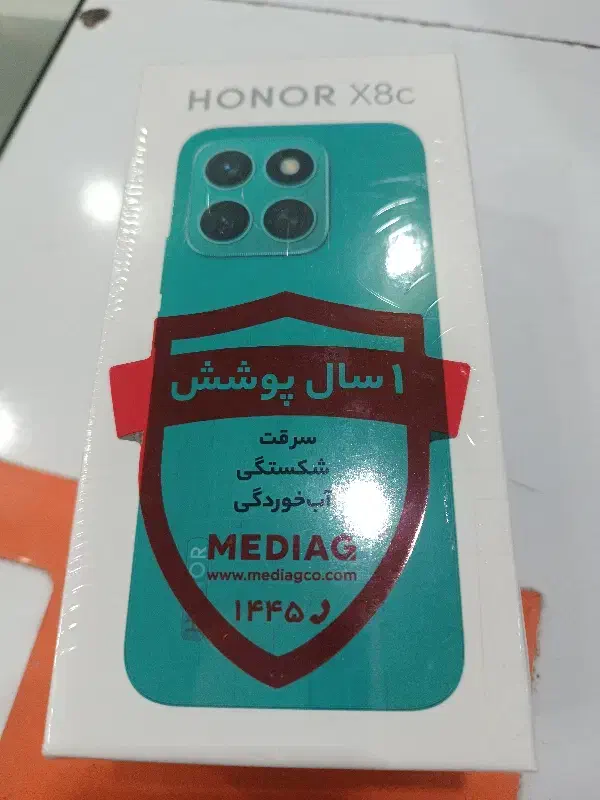 HONOR X8c
۱ سال پوشش
سرقت
شکستگی
آب‌خوردگی
MEDIAG
www.mediagco.com
۱۴۴۵